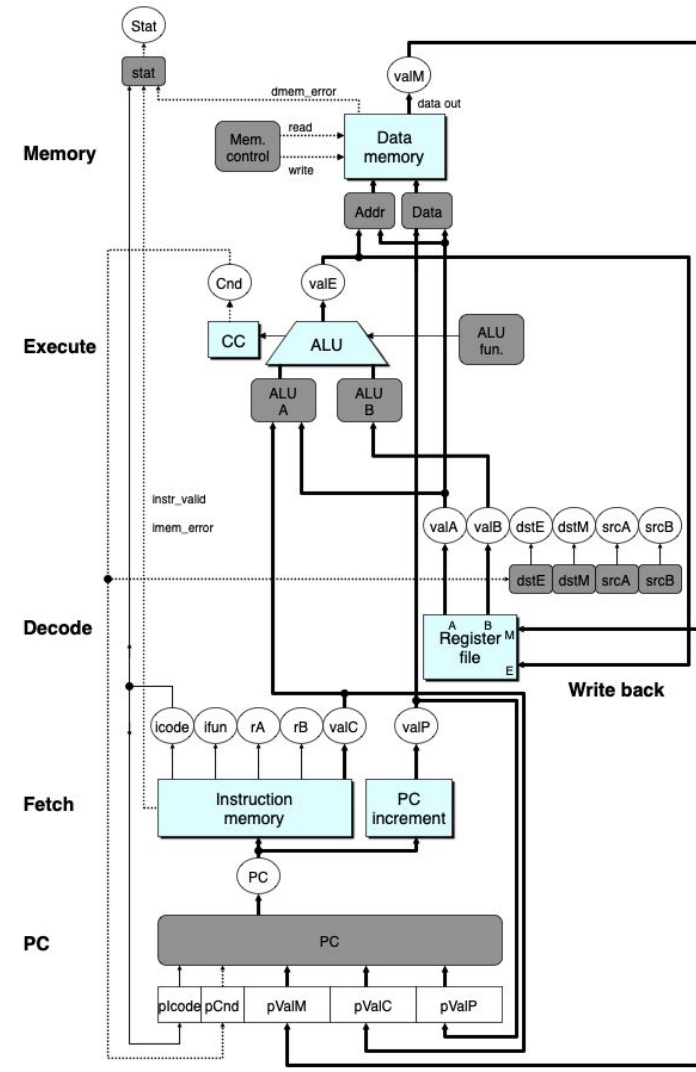 Stat
stat
valM
dmem_error
data out
Mem.
control
read
write
Data
memory
Memory
Addr
Data
Cnd
valE
CC
ALU
ALU
fun.
Execute
ALU
A
ALU
B
instr_valid
imem_error
valA
valB
dstE
dstM
srcA
srcB
dstE
dstM
srcA
srcB
Decode
A
B
M
Register
file
E
Write back
icode
ifun
rA
rB
valC
valP
Fetch
Instruction
memory
PC
increment
PC
PC
PC
pIcode
pCnd
pValM
pValC
pValP